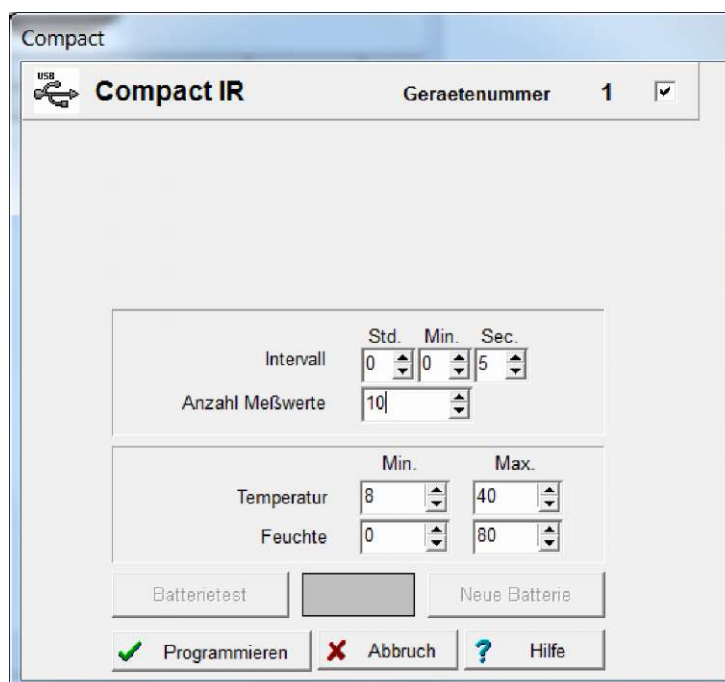 Compact
USB Compact IR Geraetenummer 1
Std. Min. Sec.
Intervall 0 0 5
Anzahl Meßwerte 10
Min. Max.
Temperatur 8 40
Feuchte 0 80
Batterietest Neue Batterie
Programmieren Abbruch ? Hilfe